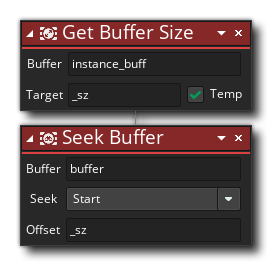 Get Buffer Size
Buffer instance_buff
Target _sz Temp
Seek Buffer
Buffer buffer
Seek Start
Offset _sz